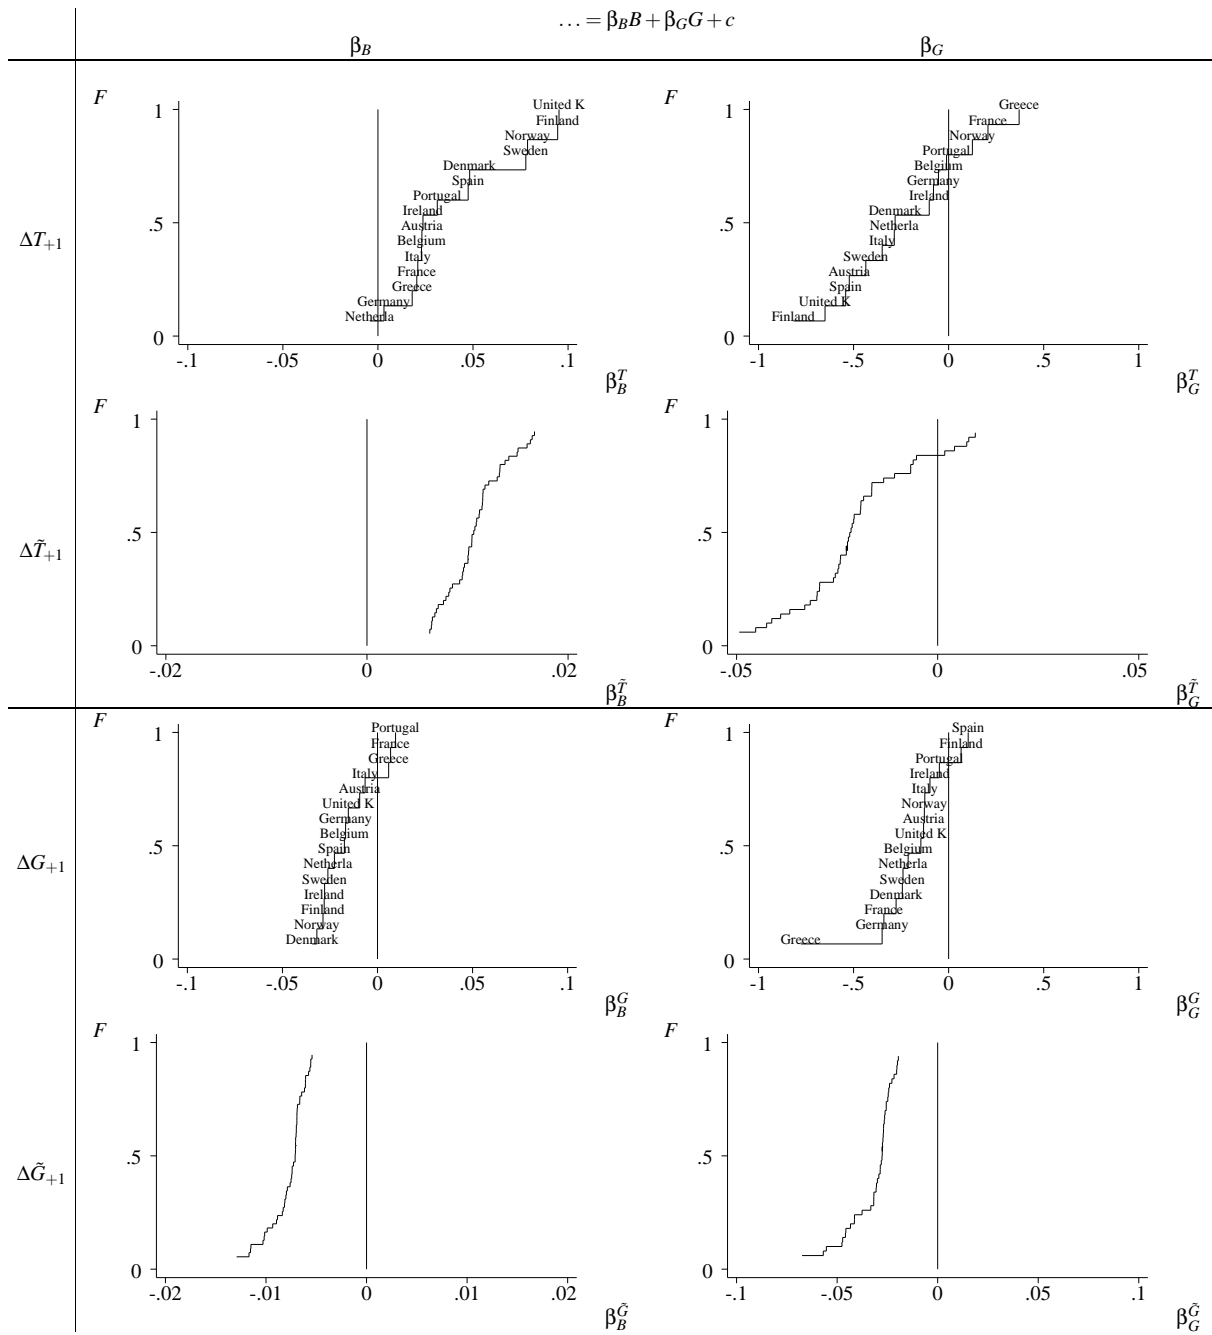 … = β_B B + β_G G + c
β_B β_G
ΔT₊₁
F
1
.5
0
United K
Finland
Norway
Sweden
Denmark
Spain
Portugal
Ireland
Austria
Belgium
Italy
France
Greece
Germany
Netherla
-.1 -.05 0 .05 .1
β_B^T
F
1
.5
0
Greece
France
Norway
Portugal
Belgium
Germany
Ireland
Denmark
Netherla
Italy
Sweden
Austria
Spain
United K
Finland
-1 -.5 0 .5 1
β_G^T
ΔT̃₊₁
F
1
.5
0
-.02 0 .02
β_B^T̃
F
1
.5
0
-.05 0 .05
β_G^T̃
ΔG₊₁
F
1
.5
0
Portugal
France
Greece
Italy
Austria
United K
Germany
Belgium
Spain
Netherla
Sweden
Ireland
Finland
Norway
Denmark
-.1 -.05 0 .05 .1
β_B^G
F
1
.5
0
Spain
Finland
Portugal
Ireland
Italy
Norway
Austria
United K
Belgium
Netherla
Sweden
Denmark
France
Germany
Greece
-1 -.5 0 .5 1
β_G^G
ΔG̃₊₁
F
1
.5
0
-.02 -.01 0 .01 .02
β_B^G̃
F
1
.5
0
-.1 -.05 0 .05 .1
β_G^G̃